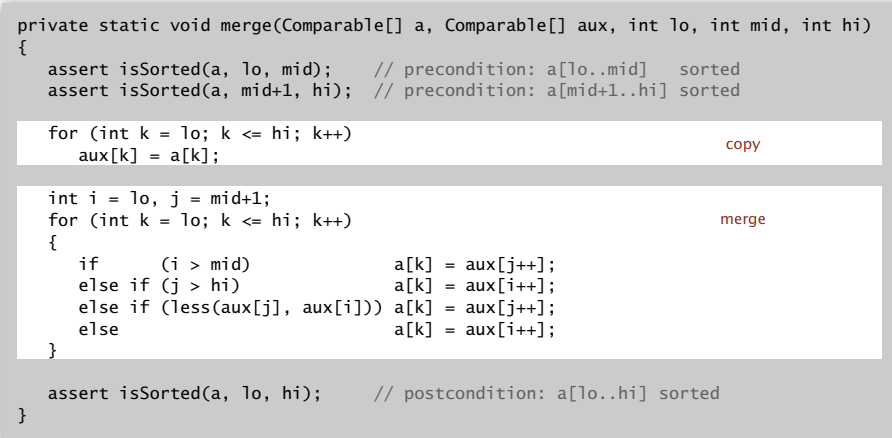 private static void merge(Comparable[] a, Comparable[] aux, int lo, int mid, int hi)
{
   assert isSorted(a, lo, mid);    // precondition: a[lo..mid]   sorted
   assert isSorted(a, mid+1, hi);  // precondition: a[mid+1..hi] sorted

   for (int k = lo; k <= hi; k++)
      aux[k] = a[k];
copy

   int i = lo, j = mid+1;
   for (int k = lo; k <= hi; k++)
merge
   {
      if      (i > mid)              a[k] = aux[j++];
      else if (j > hi)               a[k] = aux[i++];
      else if (less(aux[j], aux[i])) a[k] = aux[j++];
      else                           a[k] = aux[i++];
   }

   assert isSorted(a, lo, hi);     // postcondition: a[lo..hi] sorted
}